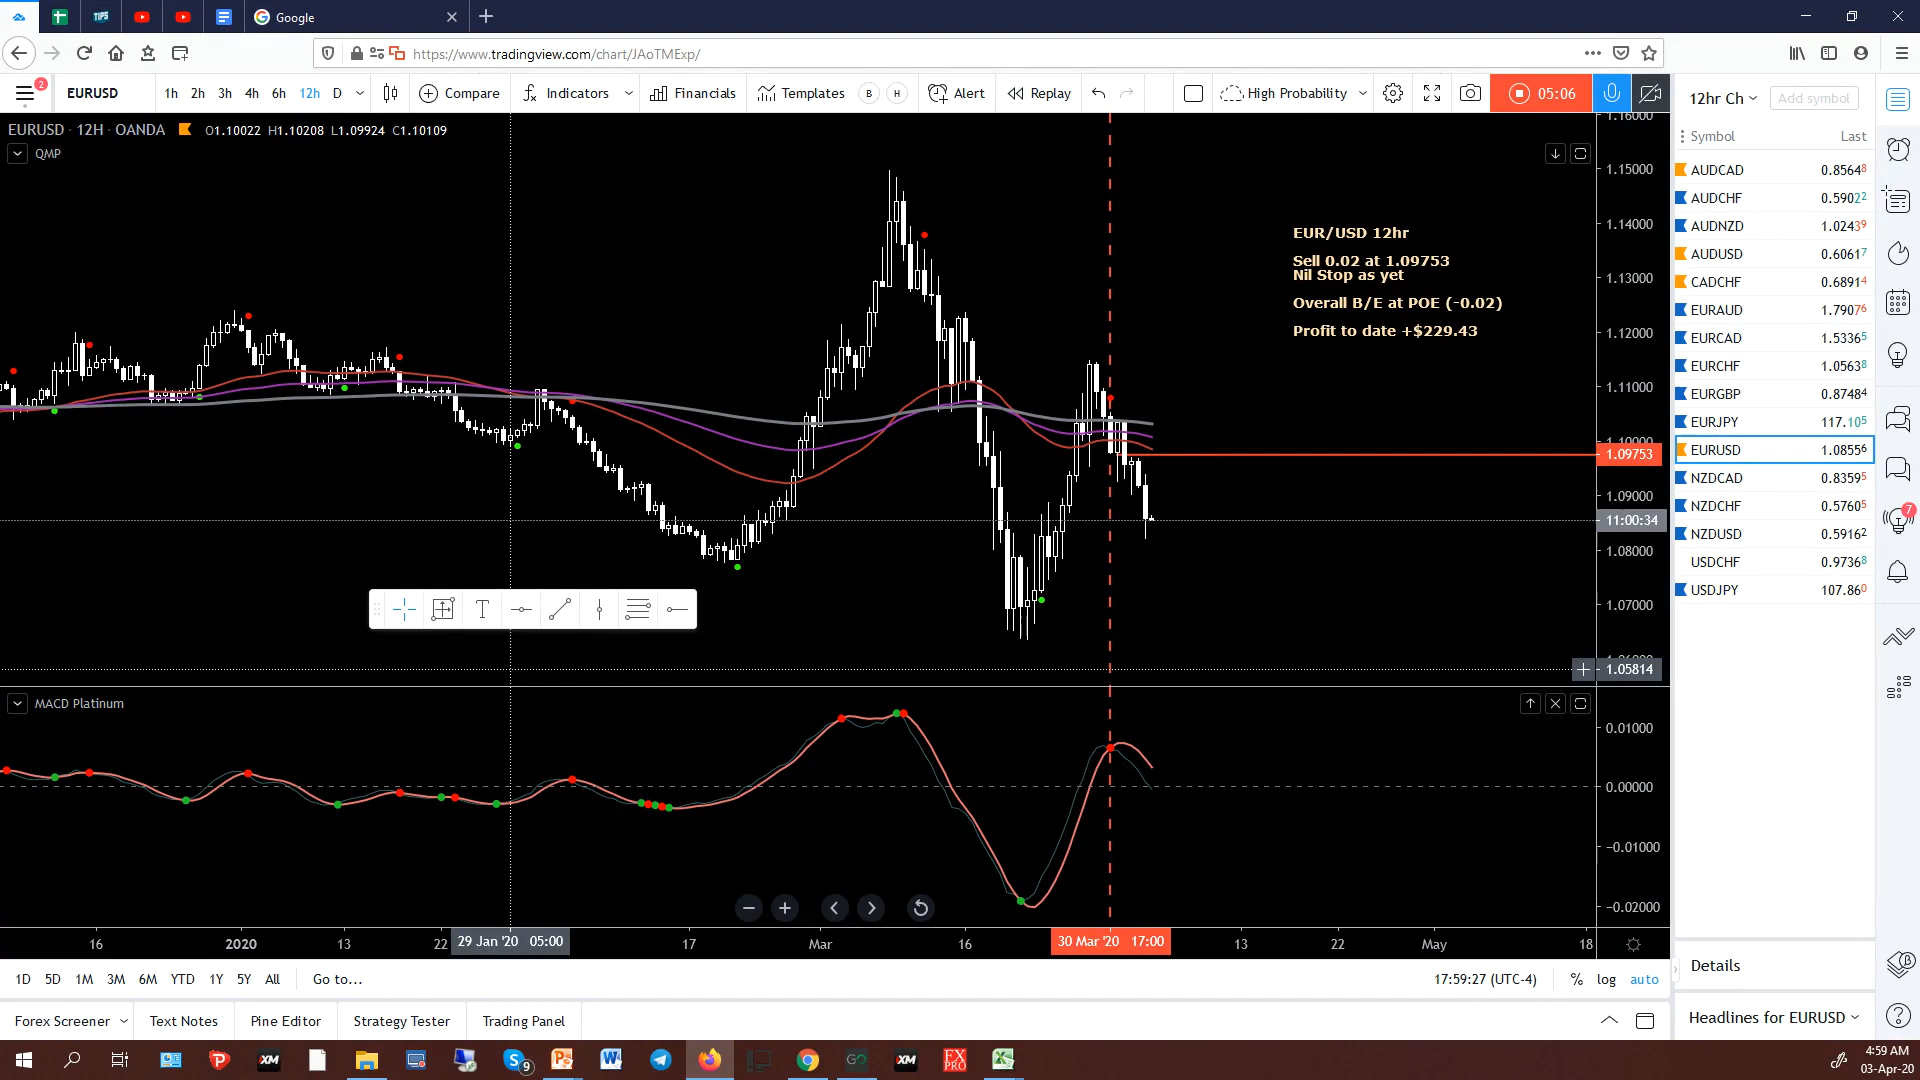 Google
https://www.tradingview.com/chart/JAoTMExp/
2
EURUSD
1h 2h 3h 4h 6h 12h D
Compare
Indicators
Financials
Templates
B
H
Alert
Replay
High Probability
05:06
12hr Ch
Add symbol
EURUSD · 12H · OANDA O1.10022 H1.10208 L1.09924 C1.10109
QMP
Symbol Last
AUDCAD 0.85648
AUDCHF 0.59022
AUDNZD 1.02439
AUDUSD 0.60617
CADCHF 0.68914
EURAUD 1.79076
EURCAD 1.53365
EURCHF 1.05638
EURGBP 0.87484
EURJPY 117.105
EURUSD 1.08556
NZDCAD 0.83595
NZDCHF 0.57605
NZDUSD 0.59162
USDCHF 0.97368
USDJPY 107.860
7
EUR/USD 12hr
Sell 0.02 at 1.09753
Nil Stop as yet
Overall B/E at POE (-0.02)
Profit to date +$229.43
1.16000
1.15000
1.14000
1.13000
1.12000
1.11000
1.10000
1.09753
1.09000
11:00:34
1.08000
1.07000
1.05814
MACD Platinum
0.01000
0.00000
−0.01000
−0.02000
16 2020 13 22 29 Jan '20 05:00 17 Mar 16 30 Mar '20 17:00 13 22 May 18
1D 5D 1M 3M 6M YTD 1Y 5Y All Go to...
17:59:27 (UTC-4) % log auto
Details
Headlines for EURUSD
Forex Screener Text Notes Pine Editor Strategy Tester Trading Panel
4:59 AM
03-Apr-20